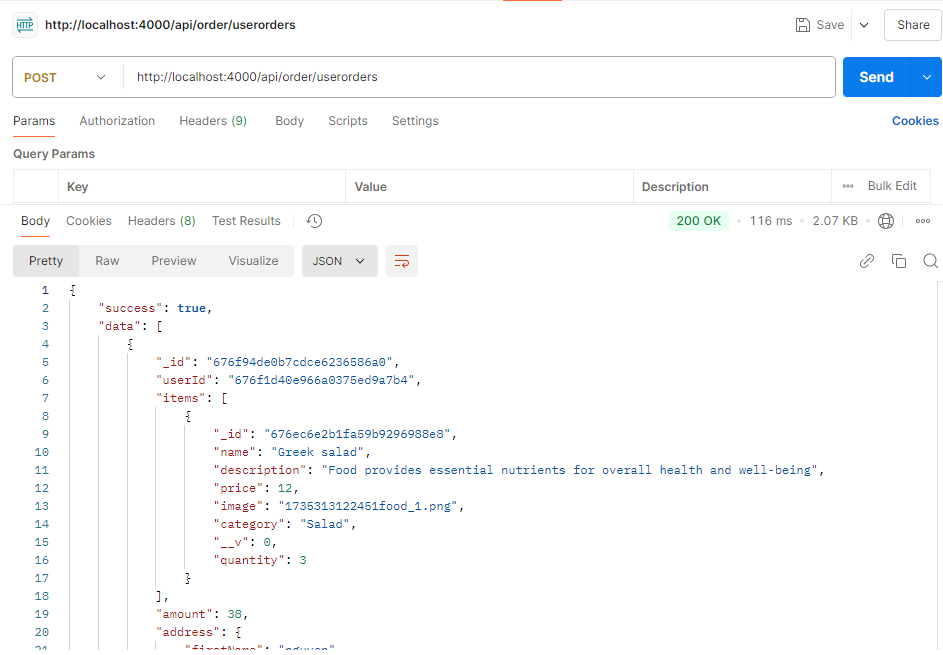 HTTP http://localhost:4000/api/order/userorders Save Share
POST http://localhost:4000/api/order/userorders Send
Params Authorization Headers (9) Body Scripts Settings Cookies
Query Params
Key Value Description Bulk Edit
Body Cookies Headers (8) Test Results 200 OK • 116 ms • 2.07 KB •
Pretty Raw Preview Visualize JSON
1 {
2 "success": true,
3 "data": [
4 {
5 "_id": "676f94de0b7cdce6236586a0",
6 "userId": "676f1d40e966a0375ed9a7b4",
7 "items": [
8 {
9 "_id": "676ec6e2b1fa59b9296988e8",
10 "name": "Greek salad",
11 "description": "Food provides essential nutrients for overall health and well-being",
12 "price": 12,
13 "image": "1735313122451food_1.png",
14 "category": "Salad",
15 "__v": 0,
16 "quantity": 3
17 }
18 ],
19 "amount": 38,
20 "address": {
21 "firstName": "nguyen"